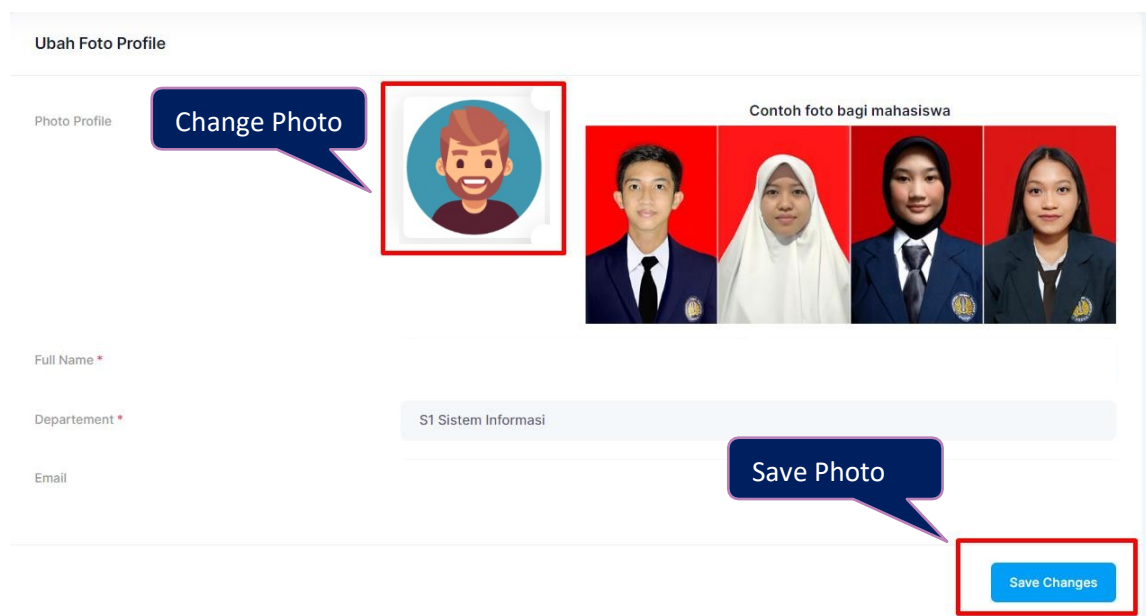 Ubah Foto Profile
Photo Profile
Change Photo
Contoh foto bagi mahasiswa
Full Name *
Departement *
S1 Sistem Informasi
Email
Save Photo
Save Changes